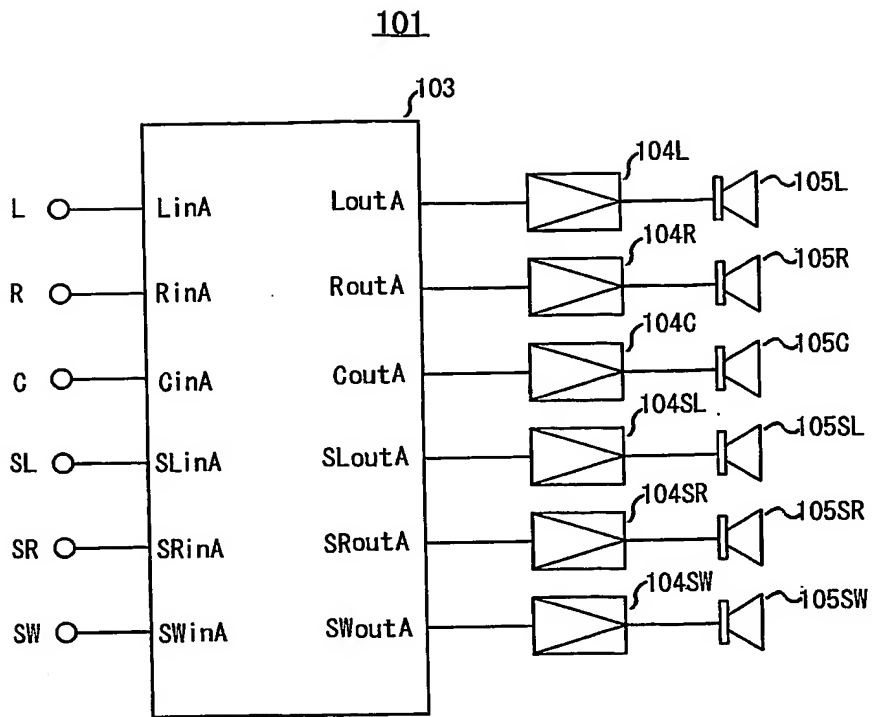 101
103
L LinA LoutA 104L 105L
R RinA RoutA 104R 105R
C CinA CoutA 104C 105C
SL SLinA SLoutA 104SL 105SL
SR SRinA SRoutA 104SR 105SR
SW SWinA SWoutA 104SW 105SW